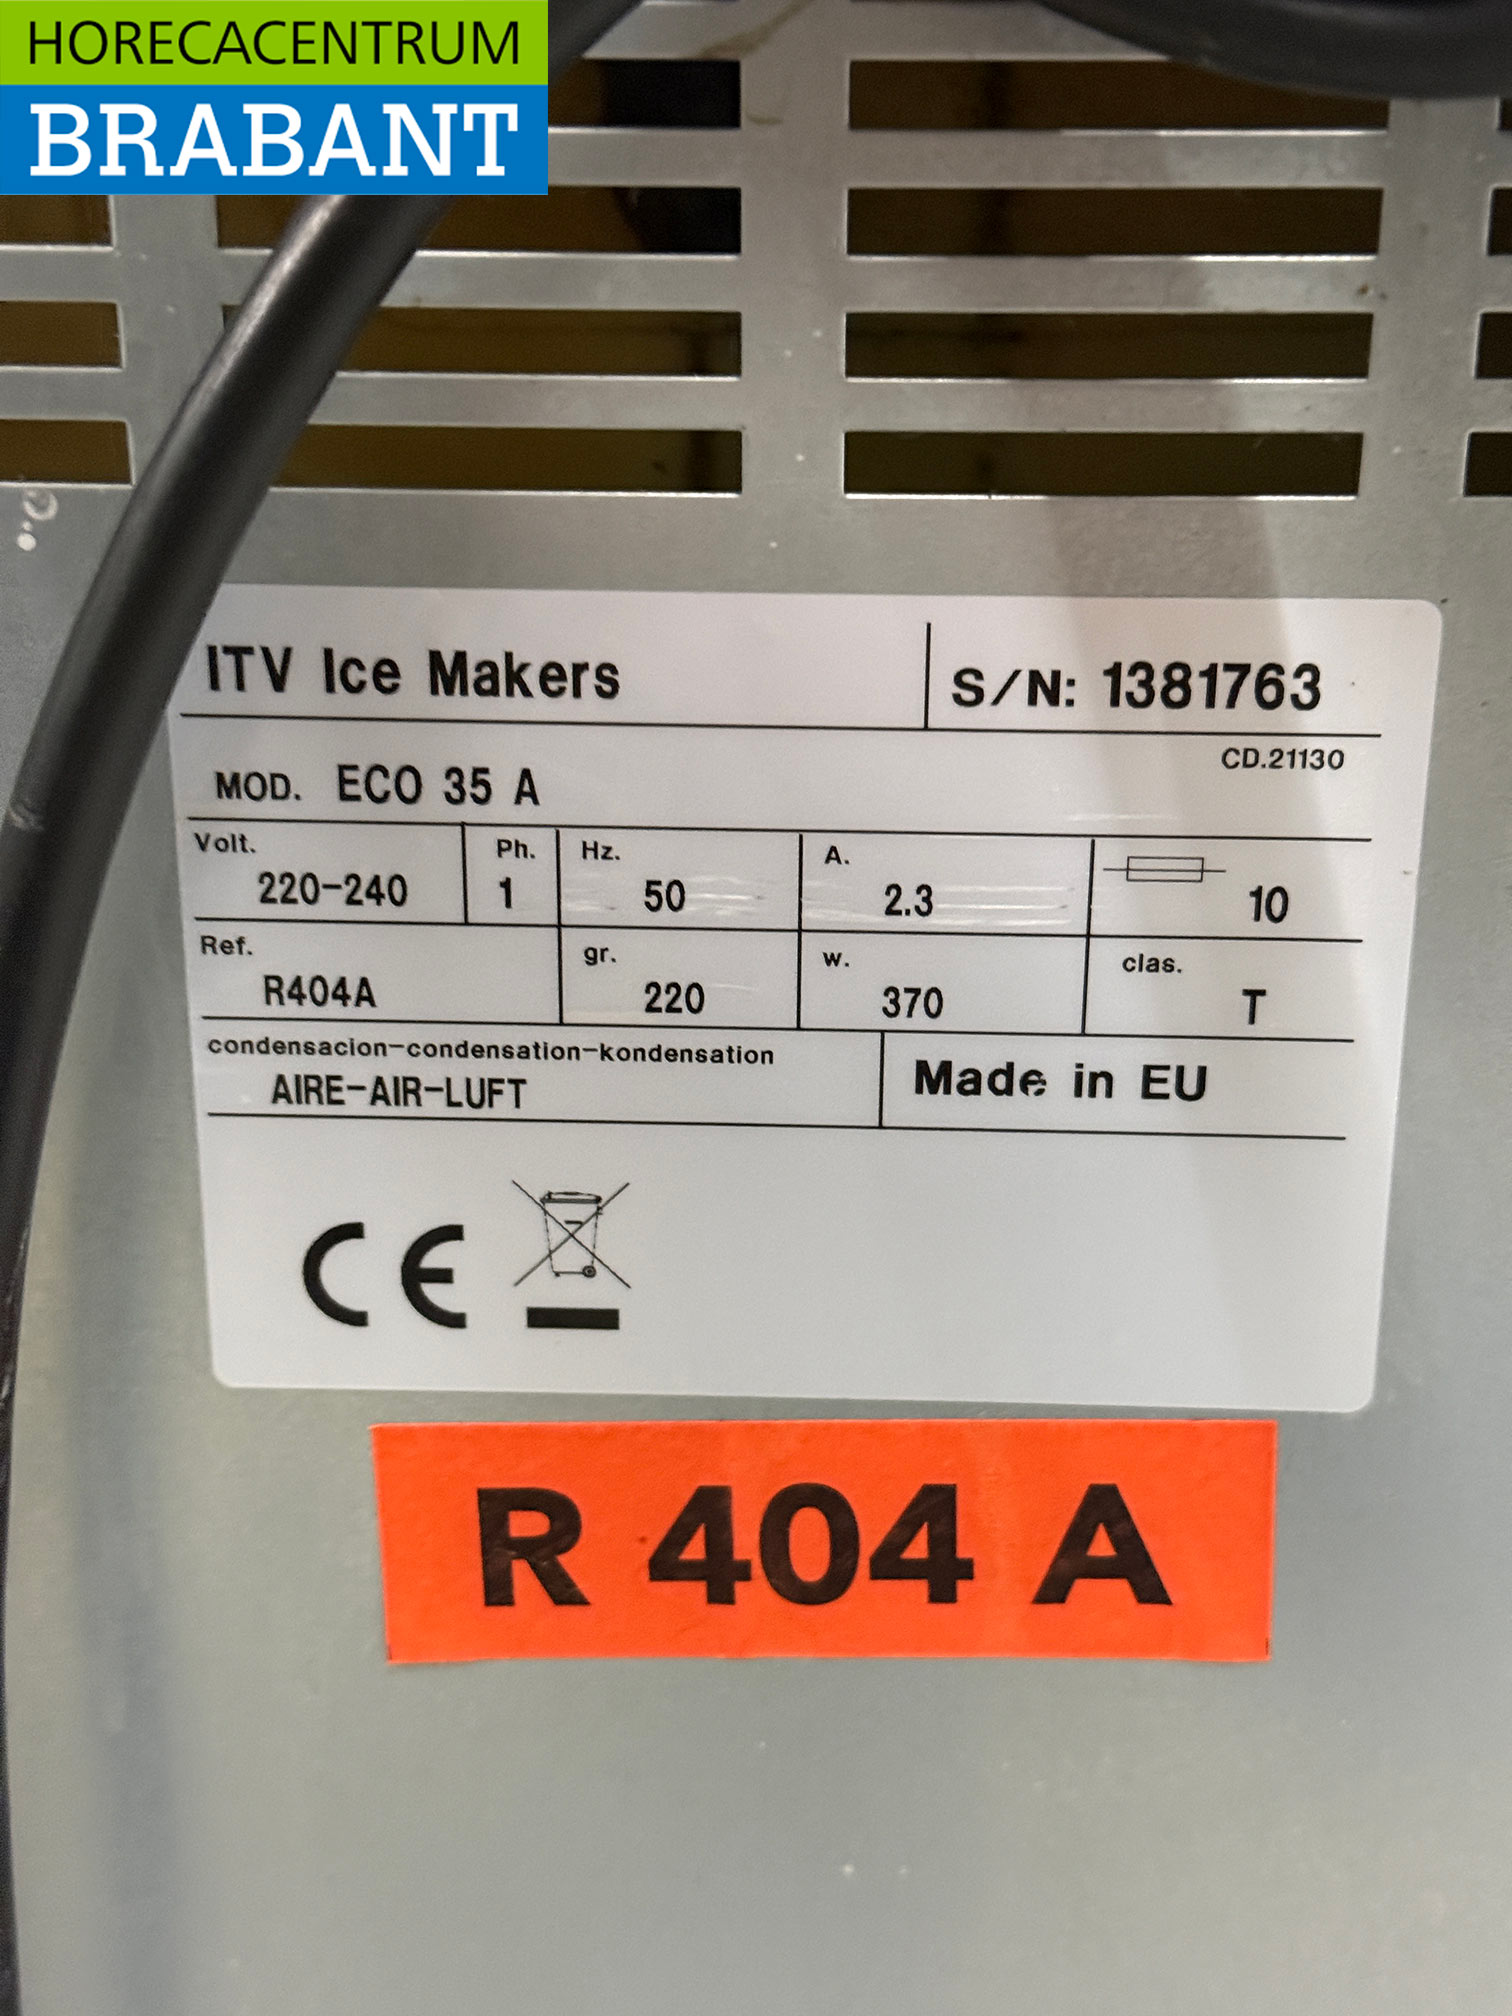 HORECACENTRUM
BRABANT
ITV Ice Makers
S/N: 1381763
CD.21130
MOD. ECO 35 A
Volt. Ph. Hz. A.
220-240 1 50 2.3 10
Ref. gr. w. clas.
R404A 220 370 T
condensacion-condensation-kondensation
AIRE-AIR-LUFT
Made in EU
CE
R 404 A